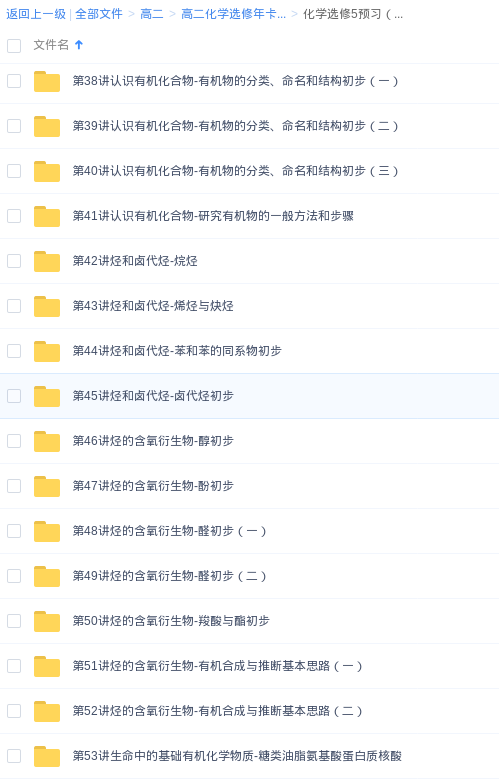 返回上一级 | 全部文件 > 高二 > 高二化学选修年卡... > 化学选修5预习（...
文件名
第38讲认识有机化合物-有机物的分类、命名和结构初步（一）
第39讲认识有机化合物-有机物的分类、命名和结构初步（二）
第40讲认识有机化合物-有机物的分类、命名和结构初步（三）
第41讲认识有机化合物-研究有机物的一般方法和步骤
第42讲烃和卤代烃-烷烃
第43讲烃和卤代烃-烯烃与炔烃
第44讲烃和卤代烃-苯和苯的同系物初步
第45讲烃和卤代烃-卤代烃初步
第46讲烃的含氧衍生物-醇初步
第47讲烃的含氧衍生物-酚初步
第48讲烃的含氧衍生物-醛初步（一）
第49讲烃的含氧衍生物-醛初步（二）
第50讲烃的含氧衍生物-羧酸与酯初步
第51讲烃的含氧衍生物-有机合成与推断基本思路（一）
第52讲烃的含氧衍生物-有机合成与推断基本思路（二）
第53讲生命中的基础有机化学物质-糖类油脂氨基酸蛋白质核酸